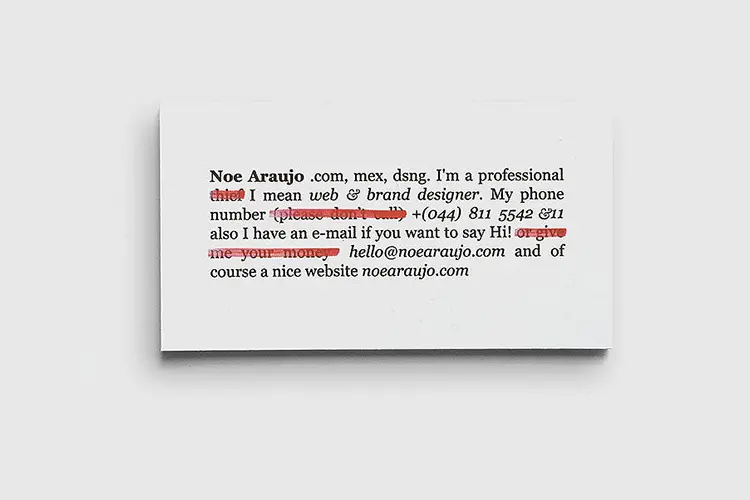 Noe Araujo .com, mex, dsng. I'm a professional
thief I mean web & brand designer. My phone
number (please don't call) +(044) 811 5542 &11
also I have an e-mail if you want to say Hi! or give
me your money hello@noearaujo.com and of
course a nice website noearaujo.com